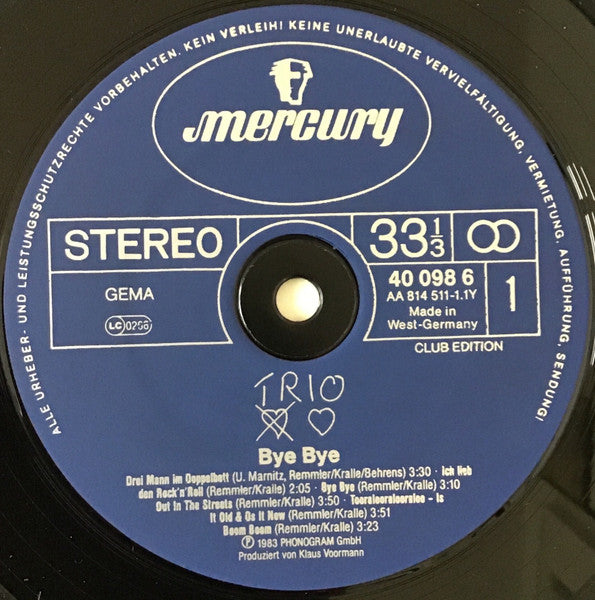 ALLE URHEBER- UND LEISTUNGSSCHUTZRECHTE VORBEHALTEN. KEIN VERLEIH! KEINE UNERLAUBTE VERVIELFÄLTIGUNG, VERMIETUNG, AUFFÜHRUNG, SENDUNG!
mercury
STEREO
33 1/3
GEMA
LC 0268
40 098 6
AA 814 511-1.1Y
Made in
West-Germany
1
CLUB EDITION
TRIO
Bye Bye
Drei Mann im Doppelbett (U. Marnitz, Remmler/Kralle/Behrens) 3:30 · Ich lieb
den Rock'n'Roll (Remmler/Kralle) 2:05 · Bye Bye (Remmler/Kralle) 3:10
Out In The Streets (Remmler/Kralle) 3:50 · Tooralooralooraloo - Is
It Old & Is It New (Remmler/Kralle) 3:51
Boom Boom (Remmler/Kralle) 3:23
Ⓟ 1983 PHONOGRAM GmbH
Produziert von Klaus Voormann